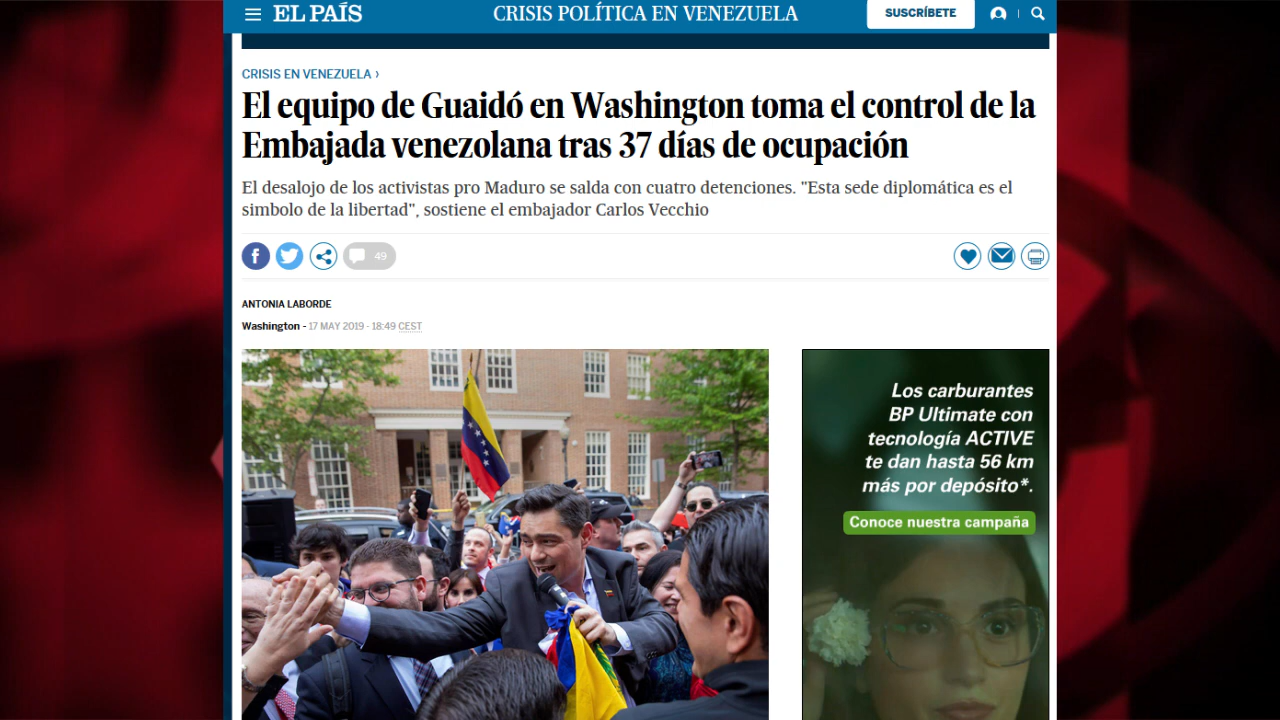 EL PAÍS
CRISIS POLÍTICA EN VENEZUELA
SUSCRÍBETE
CRISIS EN VENEZUELA ›
El equipo de Guaidó en Washington toma el control de la
Embajada venezolana tras 37 días de ocupación
El desalojo de los activistas pro Maduro se salda con cuatro detenciones. "Esta sede diplomática es el
simbolo de la libertad", sostiene el embajador Carlos Vecchio
49
ANTONIA LABORDE
Washington - 17 MAY 2019 - 18:49 CEST
Los carburantes
BP Ultimate con
tecnología ACTIVE
te dan hasta 56 km
más por depósito*.
Conoce nuestra campaña